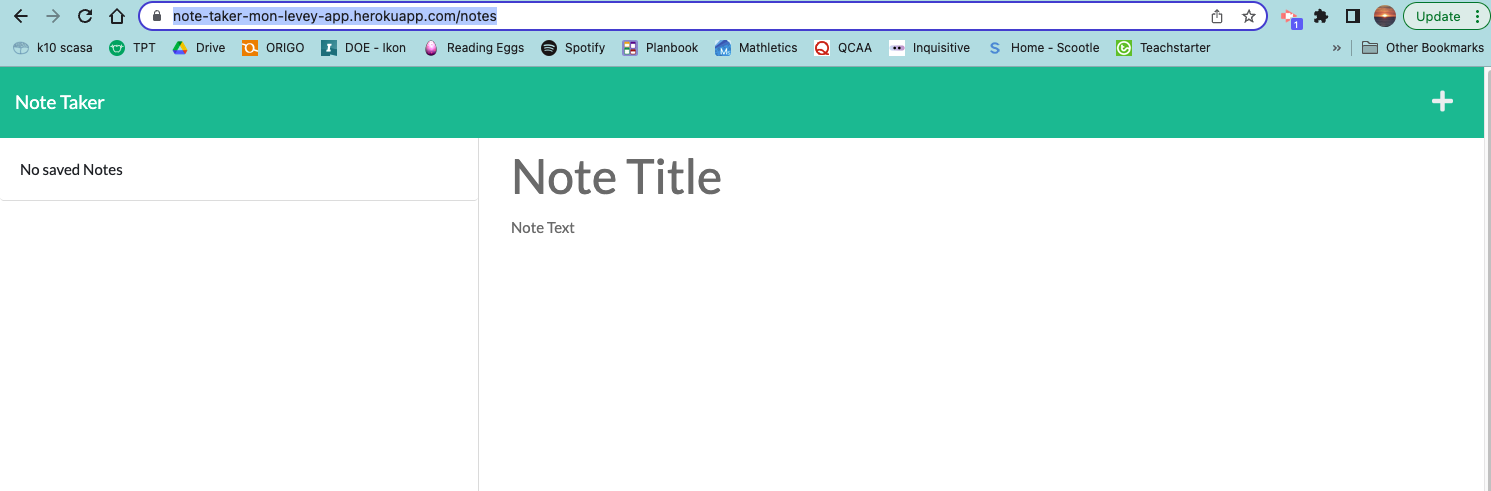 note-taker-mon-levey-app.herokuapp.com/notes
1
Update
k10 scasa TPT Drive ORIGO DOE - Ikon Reading Eggs Spotify Planbook Mathletics QCAA Inquisitive Home - Scootle Teachstarter » Other Bookmarks
Note Taker
No saved Notes
Note Title
Note Text